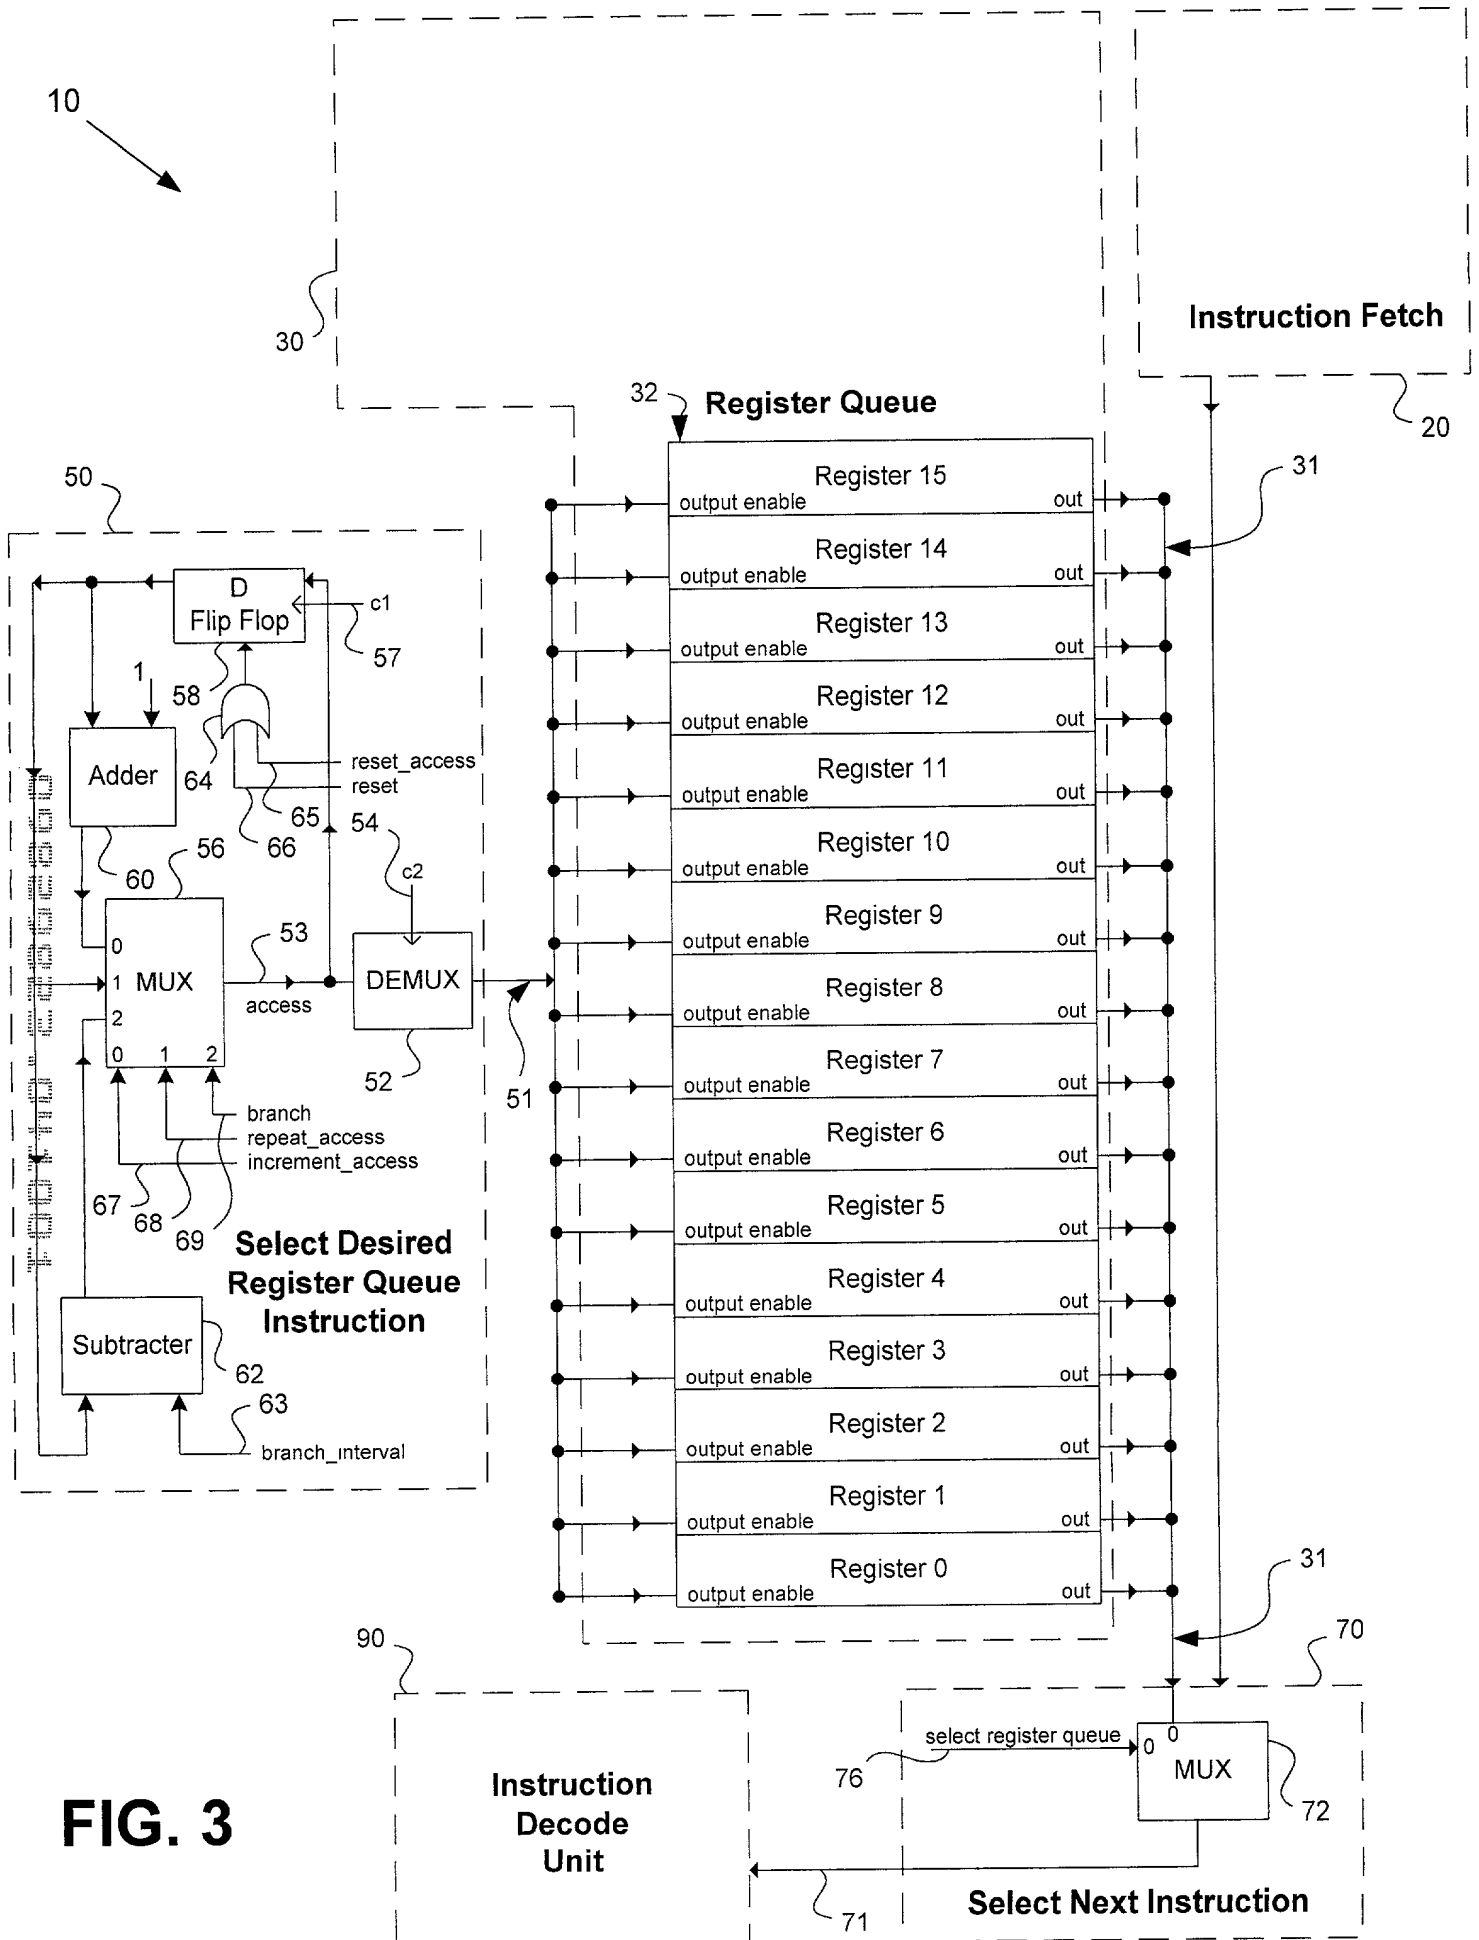 10
30
Instruction Fetch
20
32
Register Queue
31
50
Register 15
output enable out
Register 14
output enable out
Register 13
output enable out
Register 12
output enable out
Register 11
output enable out
Register 10
output enable out
Register 9
output enable out
Register 8
output enable out
Register 7
output enable out
Register 6
output enable out
Register 5
output enable out
Register 4
output enable out
Register 3
output enable out
Register 2
output enable out
Register 1
output enable out
Register 0
output enable out
D
Flip Flop
c1
57
58
1
64
Adder
reset_access
reset
65
66
54
60
56
c2
0
1
2
MUX
0 1 2
53
access
DEMUX
52
51
branch
repeat_access
increment_access
67
68
69
Select Desired
Register Queue
Instruction
Subtracter
62
63
branch_interval
31
70
90
select register queue
76
0
0
MUX
72
Instruction
Decode
Unit
71
Select Next Instruction
FIG. 3